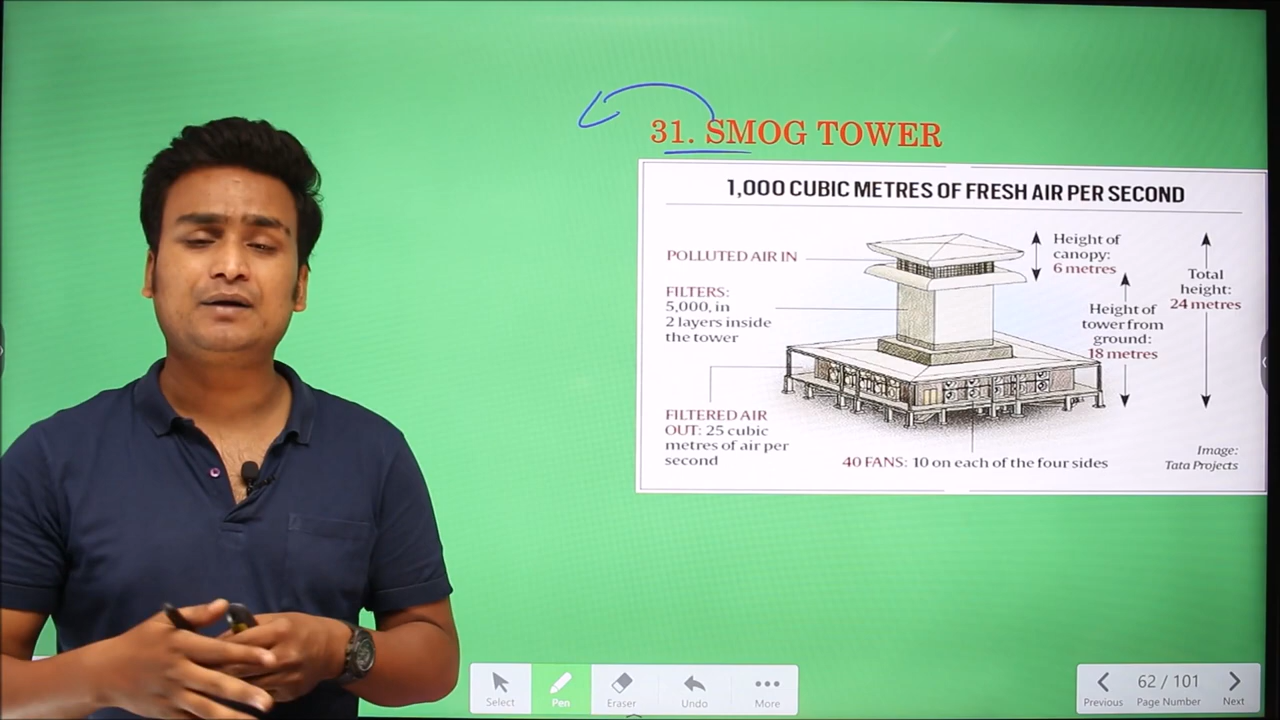 31. SMOG TOWER
1,000 CUBIC METRES OF FRESH AIR PER SECOND
POLLUTED AIR IN
FILTERS:
5,000, in
2 layers inside
the tower
FILTERED AIR
OUT: 25 cubic
metres of air per
second
40 FANS: 10 on each of the four sides
Height of
canopy:
6 metres
Height of
tower from
ground:
18 metres
Total
height:
24 metres
Image:
Tata Projects
Select
Pen
Eraser
Undo
More
Previous
62 / 101
Page Number
Next